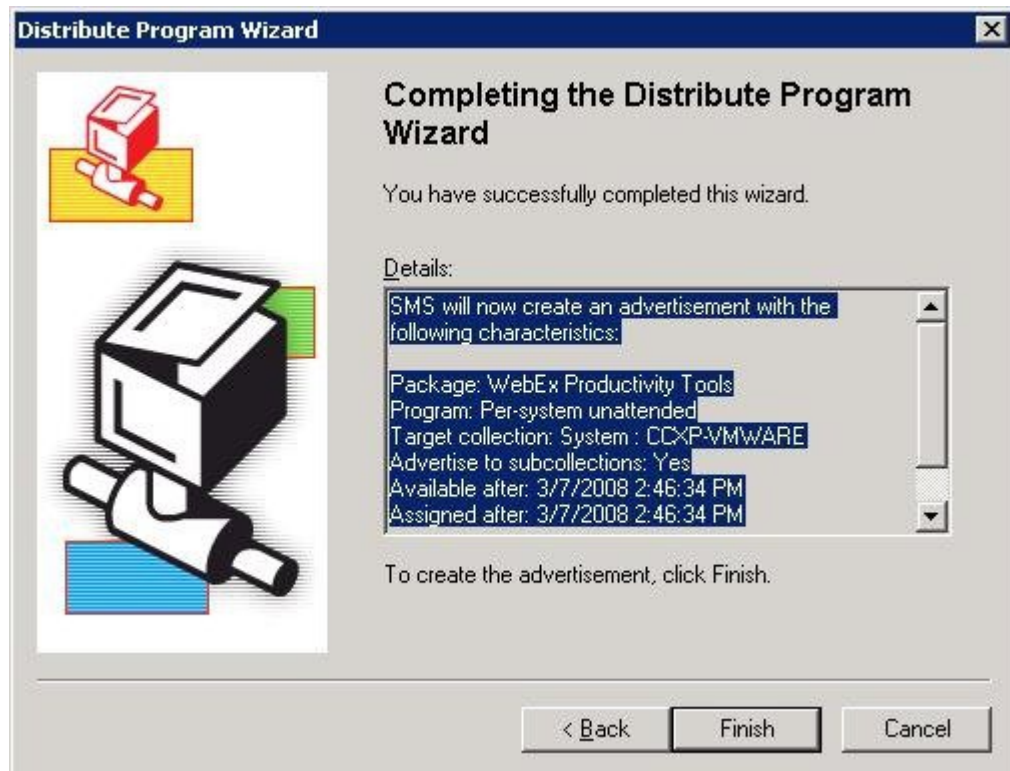 Distribute Program Wizard
Completing the Distribute Program
Wizard
You have successfully completed this wizard.
Details:
SMS will now create an advertisement with the
following characteristics:
Package: WebEx Productivity Tools
Program: Per-system unattended
Target collection: System : CCXP-VMWARE
Advertise to subcollections: Yes
Available after: 3/7/2008 2:46:34 PM
Assigned after: 3/7/2008 2:46:34 PM
To create the advertisement, click Finish.
< Back
Finish
Cancel